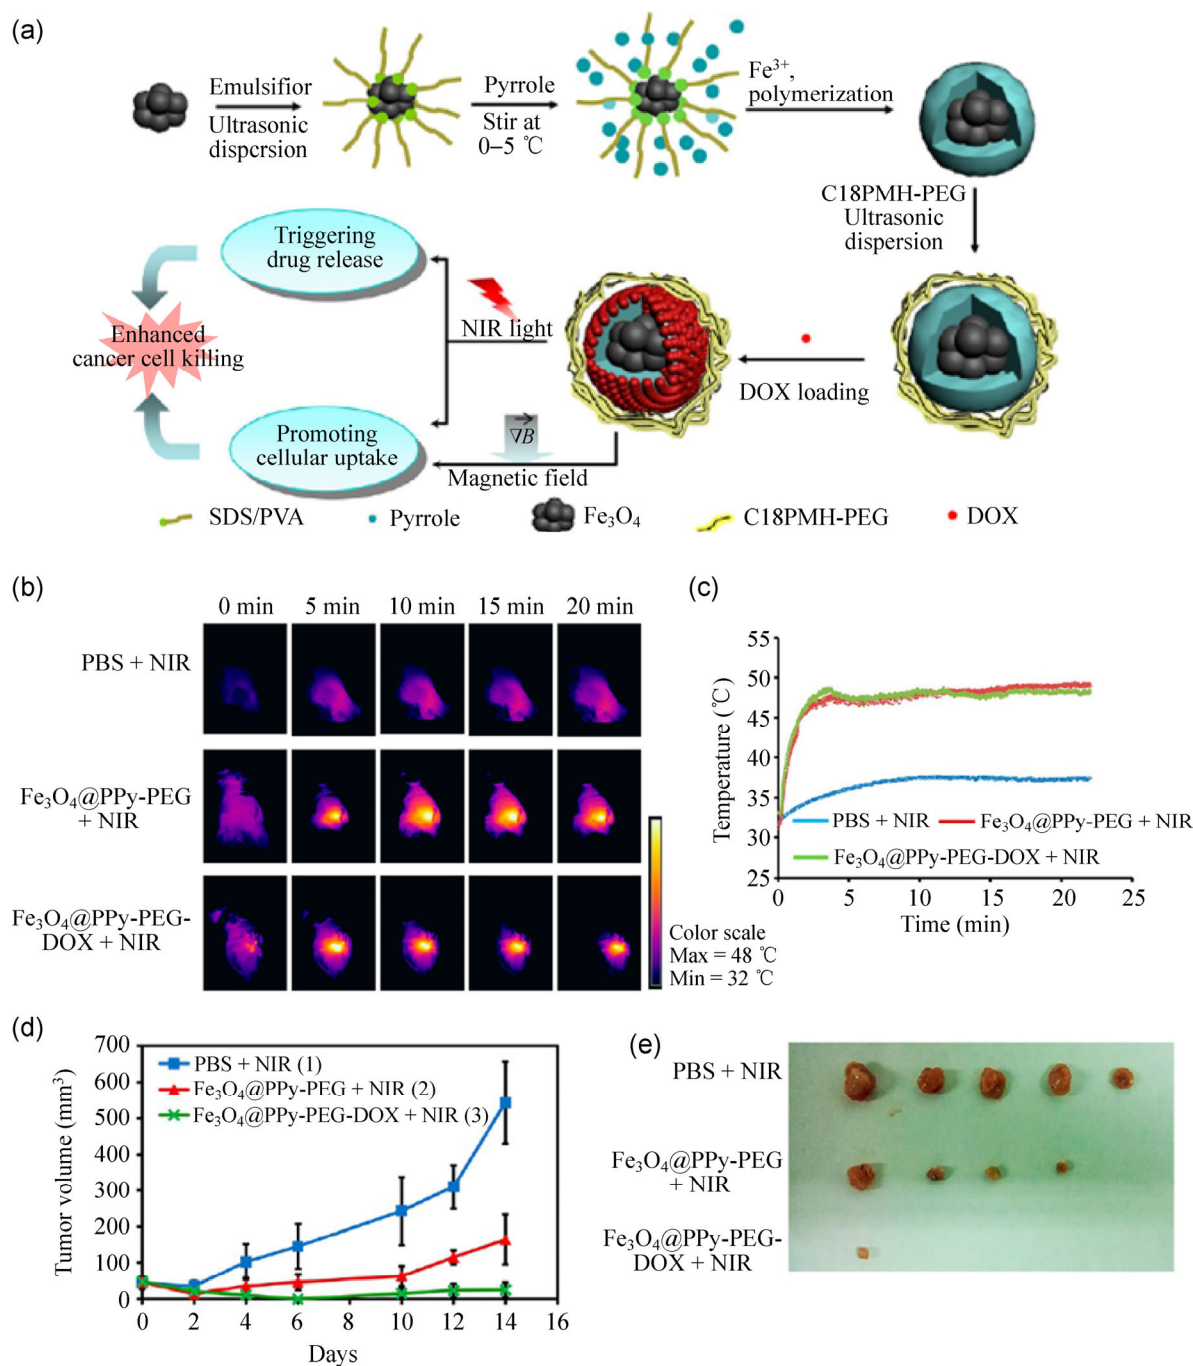 (a)
Emulsifior
Ultrasonic
dispcrsion
Pyrrole
Stir at
0–5 ℃
Fe³⁺,
polymerization
C18PMH-PEG
Ultrasonic
dispersion
Triggering
drug release
NIR light
Enhanced
cancer cell killing
DOX loading
Promoting
cellular uptake
∇B
Magnetic field
SDS/PVA
Pyrrole
Fe₃O₄
C18PMH-PEG
DOX
(b)
0 min 5 min 10 min 15 min 20 min
PBS + NIR
Fe₃O₄@PPy-PEG
+ NIR
Fe₃O₄@PPy-PEG-
DOX + NIR
Color scale
Max = 48 ℃
Min = 32 ℃
(c)
Temperature (℃)
55
50
45
40
35
31
25
PBS + NIR
Fe₃O₄@PPy-PEG + NIR
Fe₃O₄@PPy-PEG-DOX + NIR
0 5 10 15 20 25
Time (min)
(d)
Tumor volume (mm³)
700
600
500
400
300
200
100
0
PBS + NIR (1)
Fe₃O₄@PPy-PEG + NIR (2)
Fe₃O₄@PPy-PEG-DOX + NIR (3)
0 2 4 6 8 10 12 14 16
Days
(e)
PBS + NIR
Fe₃O₄@PPy-PEG
+ NIR
Fe₃O₄@PPy-PEG-
DOX + NIR